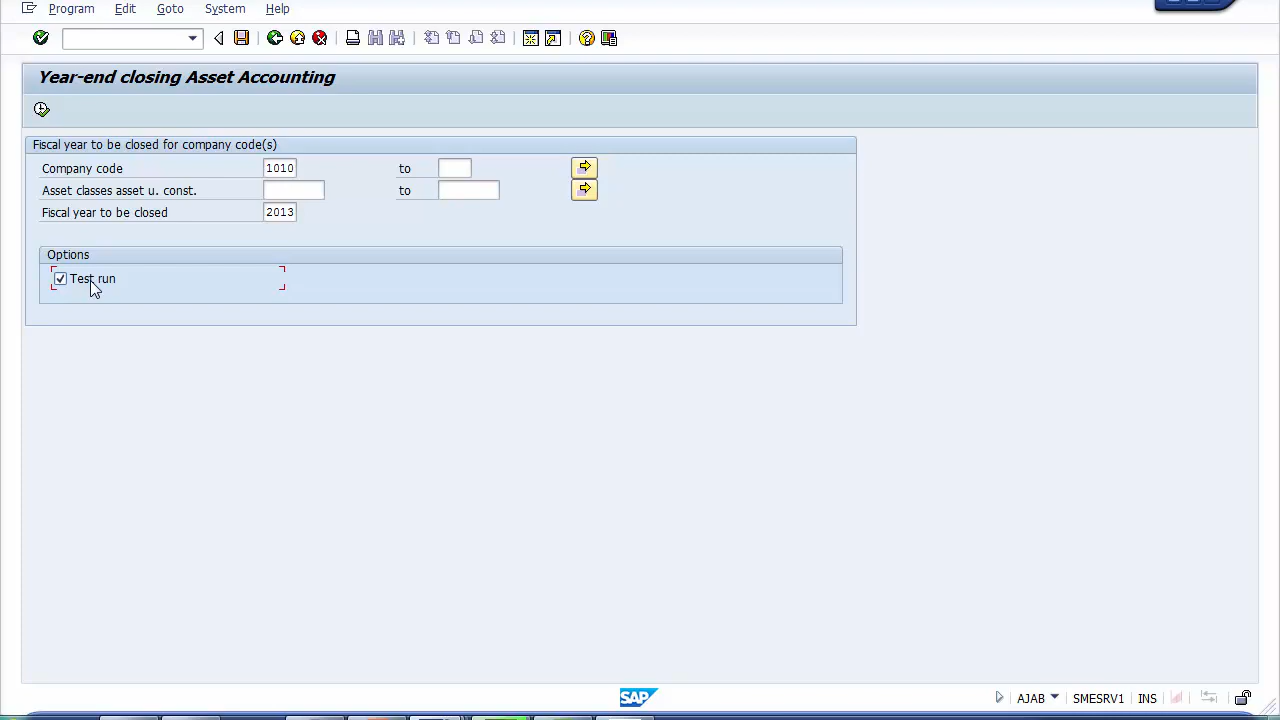 Program Edit Goto System Help
Year-end closing Asset Accounting
Fiscal year to be closed for company code(s)
Company code 1010 to
Asset classes asset u. const. to
Fiscal year to be closed 2013
Options
Test run
SAP AJAB SMESRV1 INS